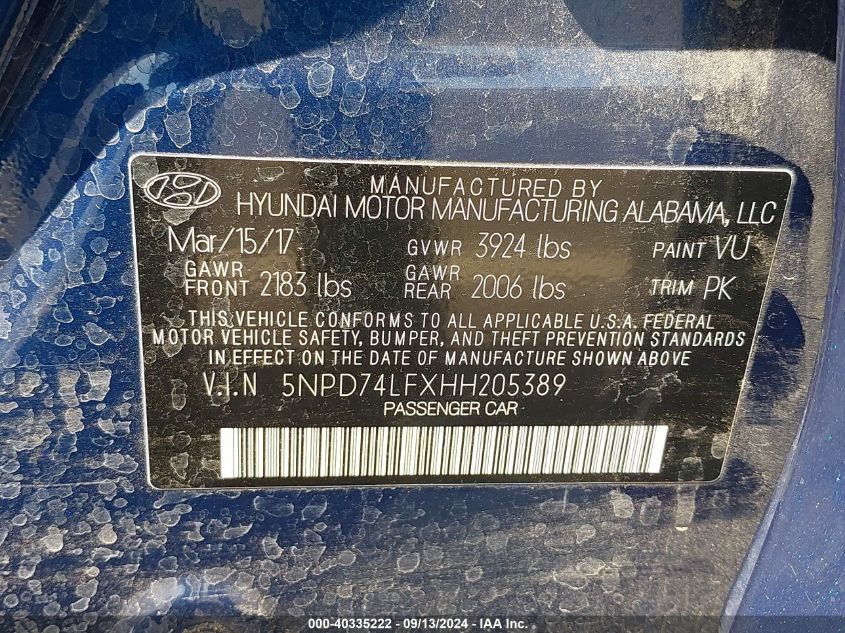 MANUFACTURED BY
HYUNDAI MOTOR MANUFACTURING ALABAMA, LLC
Mar/15/17 GVWR 3924 lbs PAINT VU
GAWR FRONT 2183 lbs GAWR REAR 2006 lbs TRIM PK
THIS VEHICLE CONFORMS TO ALL APPLICABLE U.S.A. FEDERAL
MOTOR VEHICLE SAFETY, BUMPER, AND THEFT PREVENTION STANDARDS
IN EFFECT ON THE DATE OF MANUFACTURE SHOWN ABOVE
V.I.N 5NPD74LFXHH205389
PASSENGER CAR
000-40335222 - 09/13/2024 - IAA Inc.